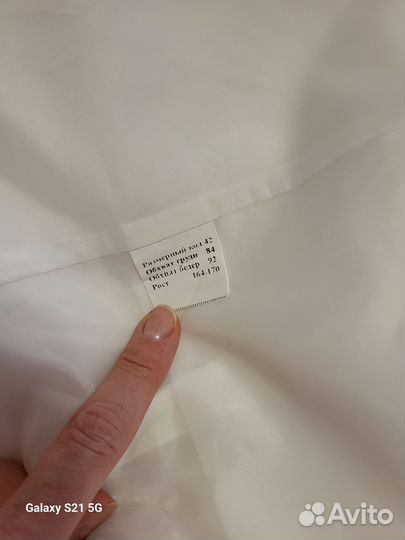 Размерный код 42
Обхват груди 84
Обхват бедер 92
Рост 164-170
Galaxy S21 5G
Avito